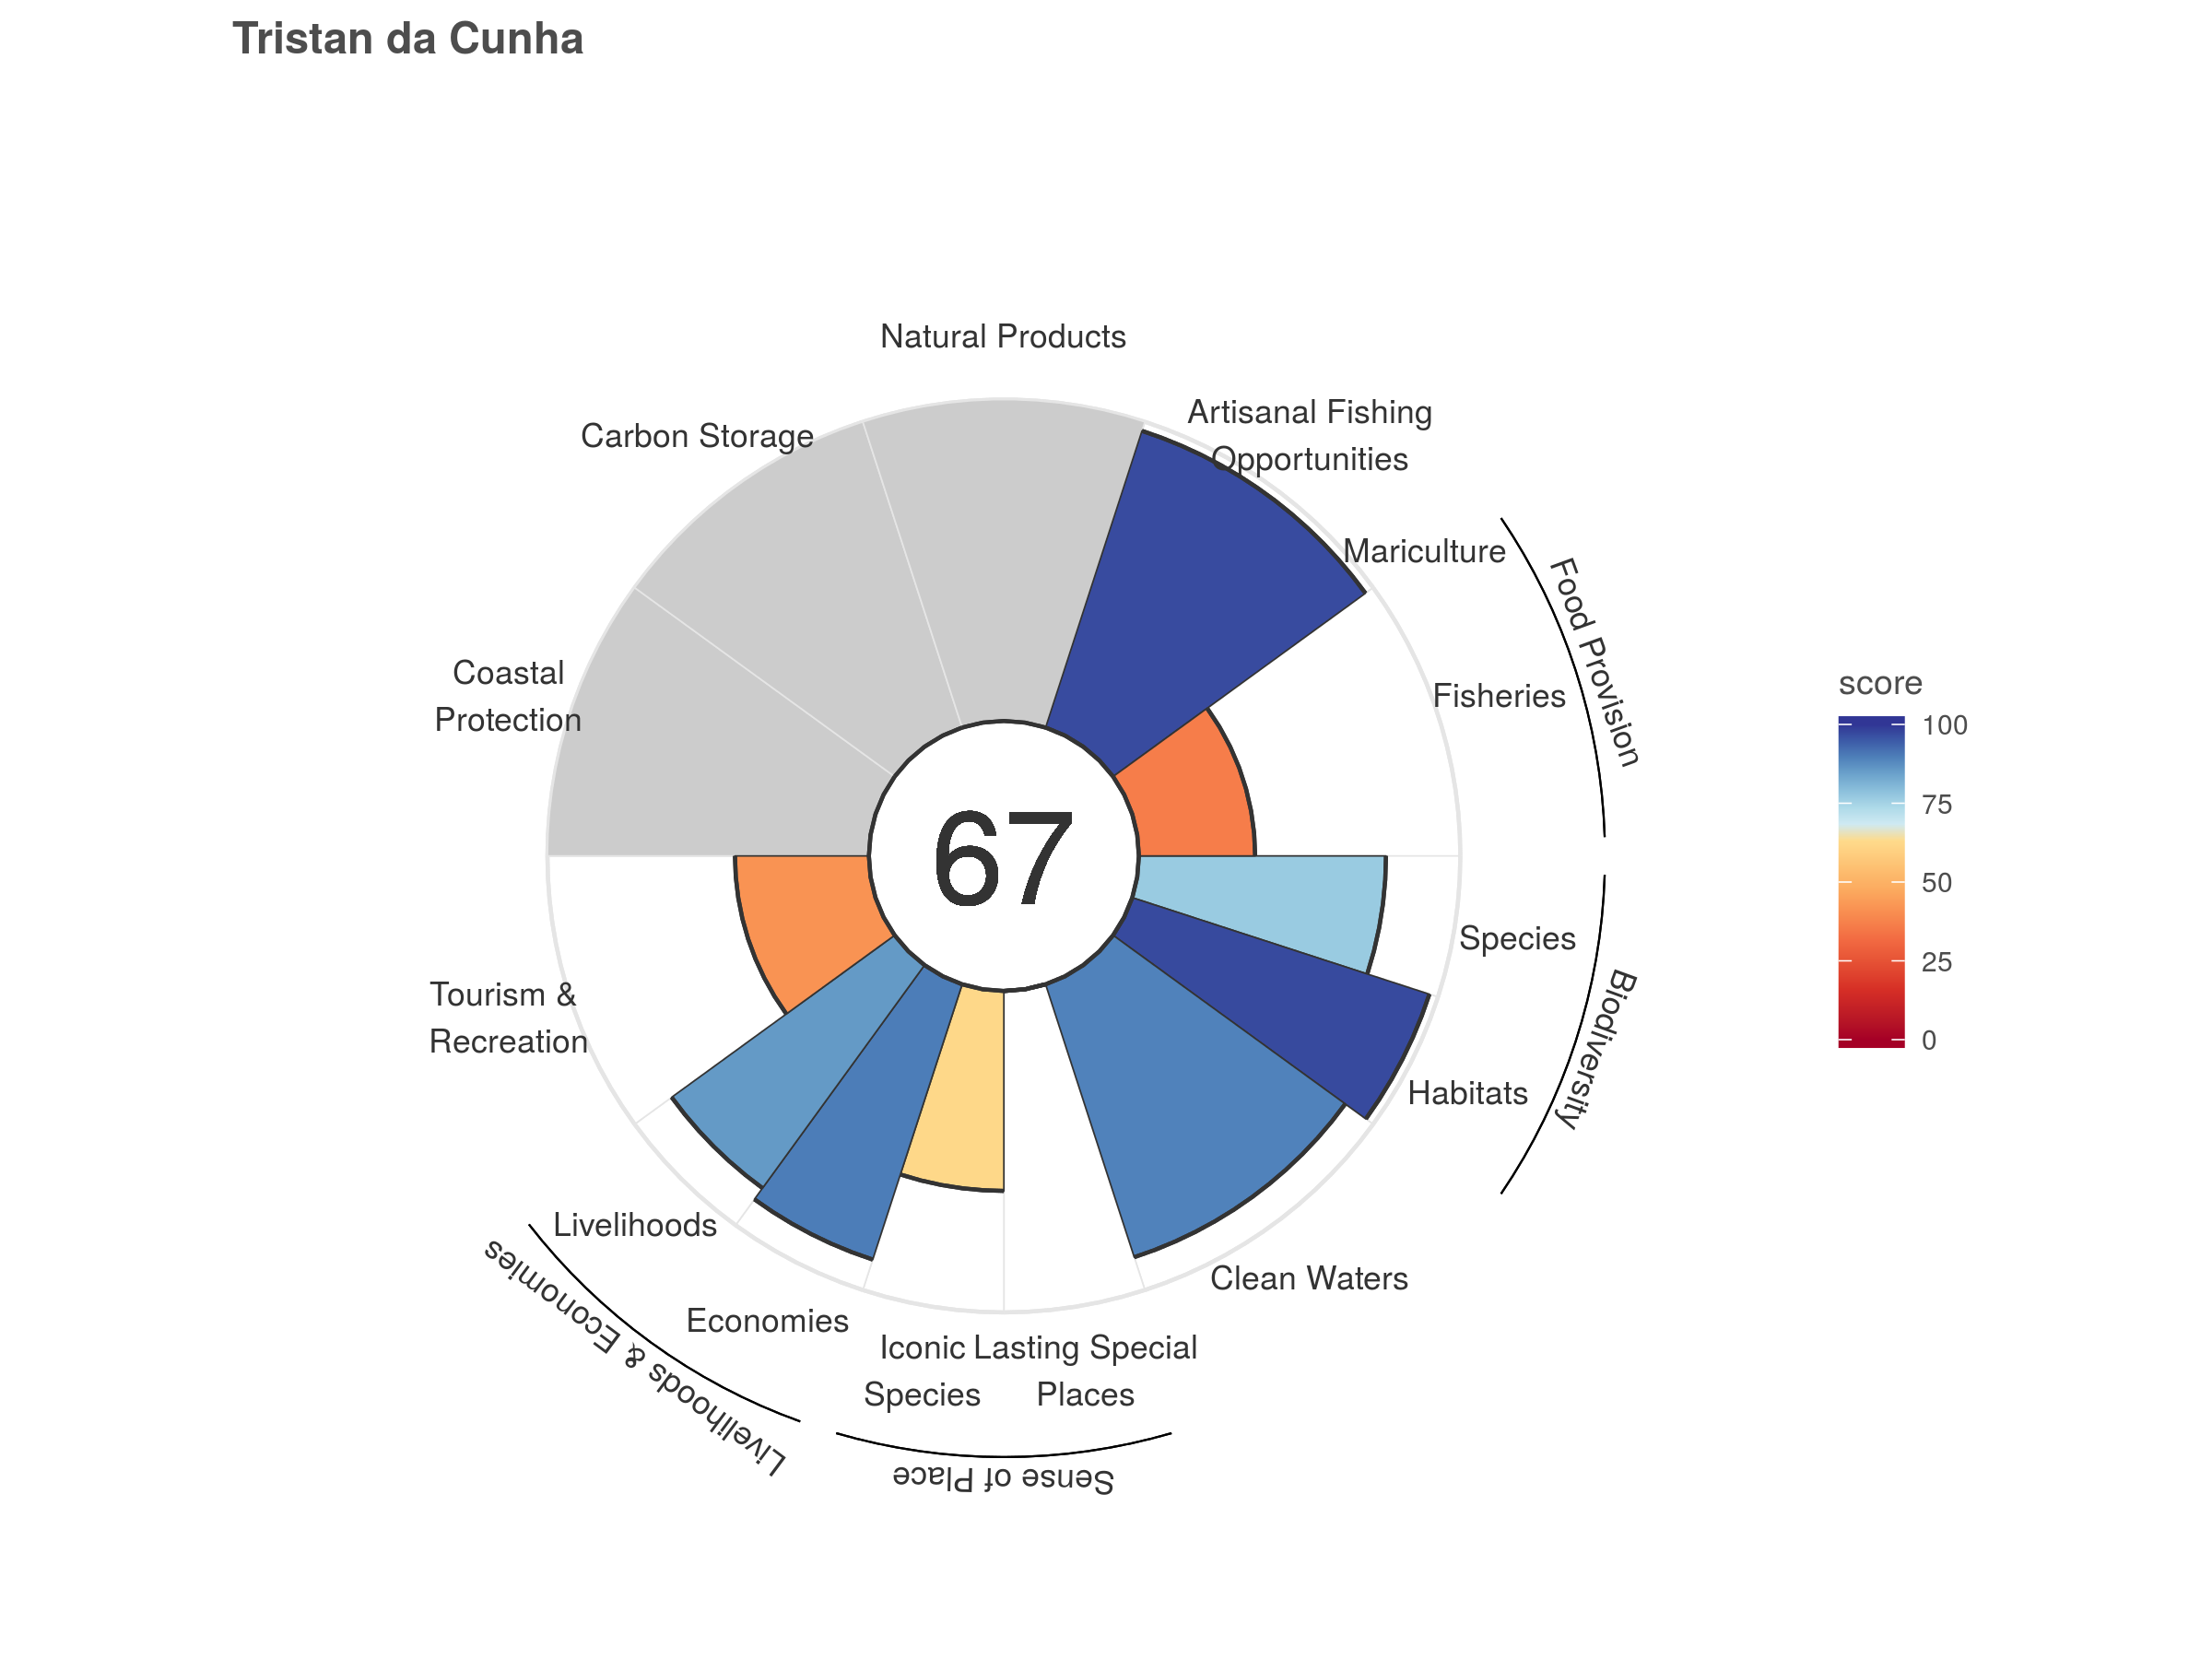 Tristan da Cunha
Natural Products
Artisanal Fishing
Opportunities
Carbon Storage
Mariculture
Food Provision
Fisheries
Coastal
Protection
score
100
75
50
25
0
67
Species
Biodiversity
Habitats
Tourism &
Recreation
Livelihoods
Livelihoods & Economies
Economies
Clean Waters
Iconic
Species
Lasting Special
Places
Sense of Place